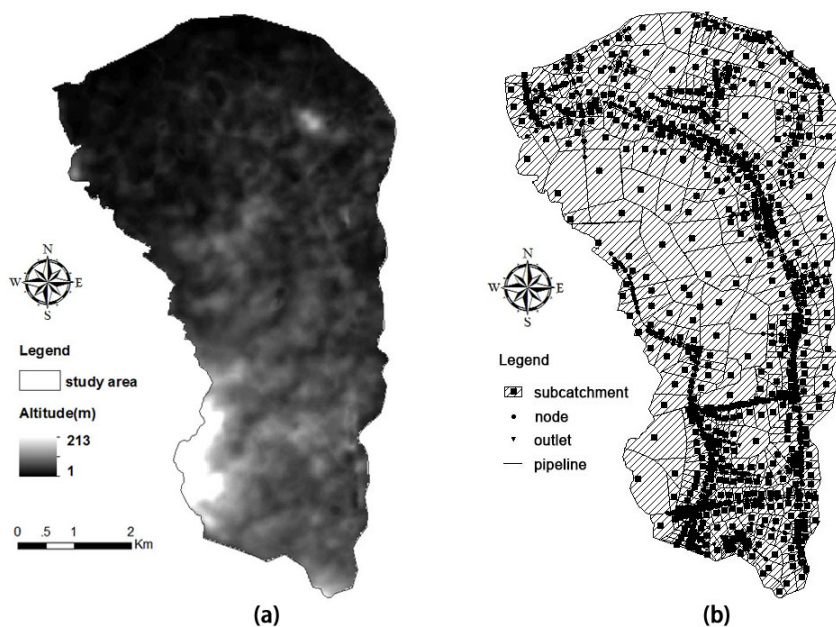 N
W E
S
Legend
study area
Altitude(m)
213
1
0 .5 1 2
Km
(a)
N
W E
S
Legend
subcatchment
node
outlet
pipeline
(b)